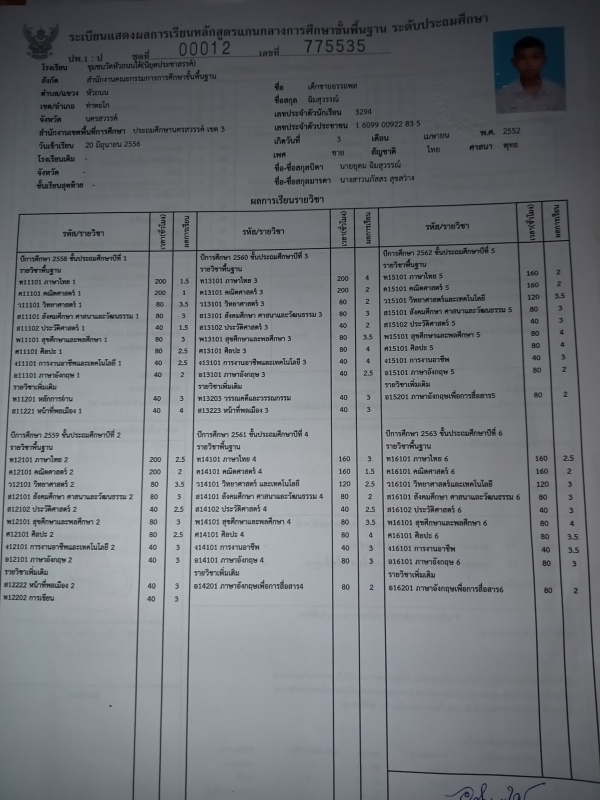 ระเบียนแสดงผลการเรียนหลักสูตรแกนกลางการศึกษาขั้นพื้นฐาน ระดับประถมศึกษา
ปพ.1 : ป ชุดที่ 00012 เลขที่ 775535
โรงเรียน ชุมชนวัดหัวถนนใต้(นิยุตประชาสรรค์)
สังกัด สำนักงานคณะกรรมการการศึกษาขั้นพื้นฐาน
ตำบล/แขวง หัวถนน
เขต/อำเภอ ท่าตะโก
จังหวัด นครสวรรค์
สำนักงานเขตพื้นที่การศึกษา ประถมศึกษานครสวรรค์ เขต 3
วันเข้าเรียน 20 มิถุนายน 2556
โรงเรียนเดิม -
จังหวัด -
ชั้นเรียนสุดท้าย -
ชื่อ เด็กชายอรรถพล
ชื่อสกุล ฉิมสุวรรณ์
เลขประจำตัวนักเรียน 3294
เลขประจำตัวประชาชน 1 6099 00922 83 5
เกิดวันที่ 3 เดือน เมษายน พ.ศ. 2552
เพศ ชาย สัญชาติ ไทย ศาสนา พุทธ
ชื่อ-ชื่อสกุลบิดา นายอุดม ฉิมสุวรรณ์
ชื่อ-ชื่อสกุลมารดา นางสาวนภัสสร สุขสว่าง
ผลการเรียนรายวิชา
รหัส/รายวิชา เวลา(ชั่วโมง) ผลการเรียน
ปีการศึกษา 2558 ชั้นประถมศึกษาปีที่ 1
รายวิชาพื้นฐาน
ท11101 ภาษาไทย 1 200 1.5
ค11101 คณิตศาสตร์ 1 200 1
ว11101 วิทยาศาสตร์ 1 80 3.5
ส11101 สังคมศึกษา ศาสนาและวัฒนธรรม 1 80 3
ส11102 ประวัติศาสตร์ 1 40 1.5
พ11101 สุขศึกษาและพลศึกษา 1 80 3
ศ11101 ศิลปะ 1 80 2.5
ง11101 การงานอาชีพและเทคโนโลยี 1 40 2.5
อ11101 ภาษาอังกฤษ 1 40 2
รายวิชาเพิ่มเติม
ท11201 หลักการอ่าน 40 3
ส11221 หน้าที่พลเมือง 1 40 4
ปีการศึกษา 2559 ชั้นประถมศึกษาปีที่ 2
รายวิชาพื้นฐาน
ท12101 ภาษาไทย 2 200 2.5
ค12101 คณิตศาสตร์ 2 200 2
ว12101 วิทยาศาสตร์ 2 80 3.5
ส12101 สังคมศึกษา ศาสนาและวัฒนธรรม 2 80 3
ส12102 ประวัติศาสตร์ 2 40 2.5
พ12101 สุขศึกษาและพลศึกษา 2 80 3
ศ12101 ศิลปะ 2 80 2.5
ง12101 การงานอาชีพและเทคโนโลยี 2 40 3
อ12101 ภาษาอังกฤษ 2 40 3
รายวิชาเพิ่มเติม
ส12222 หน้าที่พลเมือง 2 40 3
ท12202 การเขียน 40 3
รหัส/รายวิชา เวลา(ชั่วโมง) ผลการเรียน
ปีการศึกษา 2560 ชั้นประถมศึกษาปีที่ 3
รายวิชาพื้นฐาน
ท13101 ภาษาไทย 3 200 4
ค13101 คณิตศาสตร์ 3 200 2
ว13101 วิทยาศาสตร์ 3 80 2
ส13101 สังคมศึกษา ศาสนาและวัฒนธรรม 3 80 3
ส13102 ประวัติศาสตร์ 3 40 2
พ13101 สุขศึกษาและพลศึกษา 3 80 3.5
ศ13101 ศิลปะ 3 80 4
ง13101 การงานอาชีพและเทคโนโลยี 3 40 4
อ13101 ภาษาอังกฤษ 3 40 2.5
รายวิชาเพิ่มเติม
ท13203 วรรณคดีและวรรณกรรม 40 3
ส13223 หน้าที่พลเมือง 3 40 3
ปีการศึกษา 2561 ชั้นประถมศึกษาปีที่ 4
รายวิชาพื้นฐาน
ท14101 ภาษาไทย 4 160 3
ค14101 คณิตศาสตร์ 4 160 1.5
ว14101 วิทยาศาสตร์ และเทคโนโลยี 120 2.5
ส14101 สังคมศึกษา ศาสนาและวัฒนธรรม 4 80 2
ส14102 ประวัติศาสตร์ 4 40 2.5
พ14101 สุขศึกษาและพลศึกษา 4 80 3.5
ศ14101 ศิลปะ 4 80 4
ง14101 การงานอาชีพ 40 3
อ14101 ภาษาอังกฤษ 4 80 3
รายวิชาเพิ่มเติม
อ14201 ภาษาอังกฤษเพื่อการสื่อสาร4 80 2
รหัส/รายวิชา เวลา(ชั่วโมง) ผลการเรียน
ปีการศึกษา 2562 ชั้นประถมศึกษาปีที่ 5
รายวิชาพื้นฐาน
ท15101 ภาษาไทย 5 160 2
ค15101 คณิตศาสตร์ 5 160 2
ว15101 วิทยาศาสตร์และเทคโนโลยี 120 3.5
ส15101 สังคมศึกษา ศาสนาและวัฒนธรรม 5 80 3
ส15102 ประวัติศาสตร์ 5 40 3
พ15101 สุขศึกษาและพลศึกษา 5 80 4
ศ15101 ศิลปะ 5 80 4
ง15101 การงานอาชีพ 40 3
อ15101 ภาษาอังกฤษ 5 80 2
รายวิชาเพิ่มเติม
อ15201 ภาษาอังกฤษเพื่อการสื่อสาร5 80 2
ปีการศึกษา 2563 ชั้นประถมศึกษาปีที่ 6
รายวิชาพื้นฐาน
ท16101 ภาษาไทย 6 160 2.5
ค16101 คณิตศาสตร์ 6 160 2
ว16101 วิทยาศาสตร์และเทคโนโลยี 120 3
ส16101 สังคมศึกษา ศาสนาและวัฒนธรรม 6 80 3
ส16102 ประวัติศาสตร์ 6 40 3
พ16101 สุขศึกษาและพลศึกษา 6 80 4
ศ16101 ศิลปะ 6 80 3.5
ง16101 การงานอาชีพ 40 3.5
อ16101 ภาษาอังกฤษ 6 80 3
รายวิชาเพิ่มเติม
อ16201 ภาษาอังกฤษเพื่อการสื่อสาร6 80 2